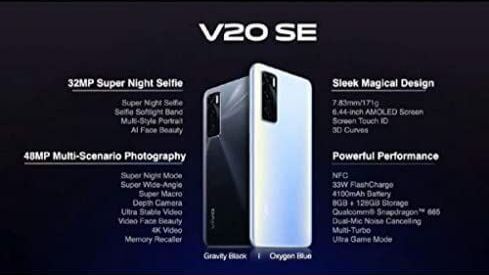 V20 SE
32MP Super Night Selfie
Super Night Selfie
Selfie Softlight Band
Multi-Style Portrait
AI Face Beauty
48MP Multi-Scenario Photography
Super Night Mode
Super Wide-Angle
Super Macro
Depth Camera
Ultra Stable Video
Video Face Beauty
4K Video
Memory Recaller
Sleek Magical Design
7.83mm/171g
6.44-inch AMOLED Screen
Screen Touch ID
3D Curves
Powerful Performance
NFC
33W FlashCharge
4100mAh Battery
8GB + 128GB Storage
Qualcomm® Snapdragon™ 665
Dual-Mic Noise Cancelling
Multi-Turbo
Ultra Game Mode
vivo
Gravity Black | Oxygen Blue